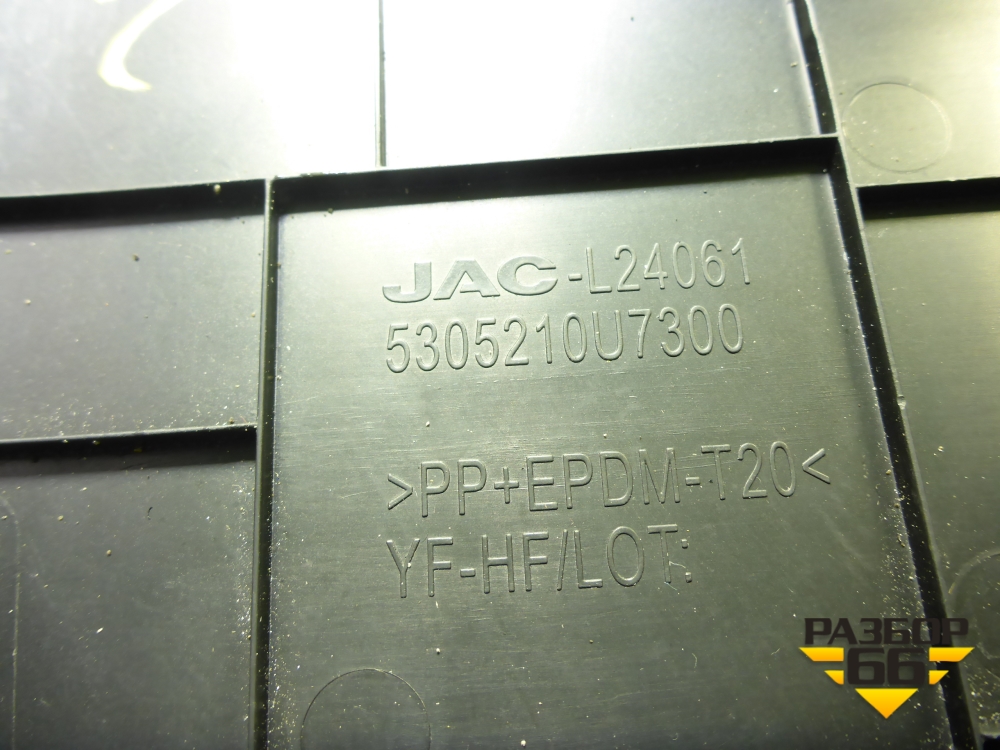 JAC-L24061
5305210U7300
>PP+EPDM-T20<
YF-HF/LOT:
РАЗБОР
66